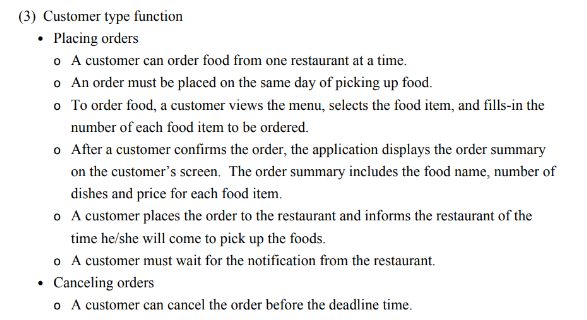 (3) Customer type function
• Placing orders
o A customer can order food from one restaurant at a time.
o An order must be placed on the same day of picking up food.
o To order food, a customer views the menu, selects the food item, and fills-in the
number of each food item to be ordered.
o After a customer confirms the order, the application displays the order summary
on the customer's screen. The order summary includes the food name, number of
dishes and price for each food item.
o A customer places the order to the restaurant and informs the restaurant of the
time he/she will come to pick up the foods.
o A customer must wait for the notification from the restaurant.
• Canceling orders
o A customer can cancel the order before the deadline time.